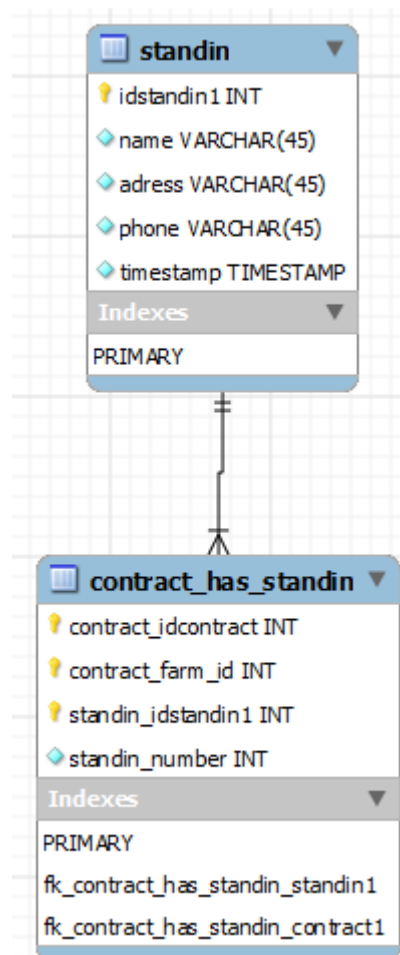 standin
idstandin1 INT
name VARCHAR(45)
adress VARCHAR(45)
phone VARCHAR(45)
timestamp TIMESTAMP
Indexes
PRIMARY
contract_has_standin
contract_idcontract INT
contract_farm_id INT
standin_idstandin1 INT
standin_number INT
Indexes
PRIMARY
fk_contract_has_standin_standin1
fk_contract_has_standin_contract1